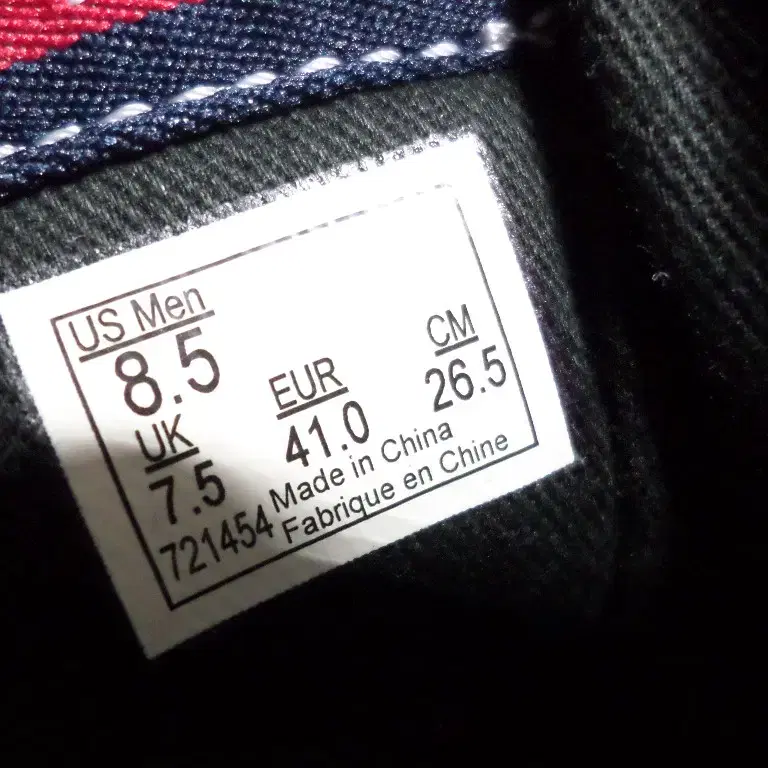 US Men
8.5
UK
7.5
EUR
41.0
CM
26.5
721454
Made in China
Fabrique en Chine